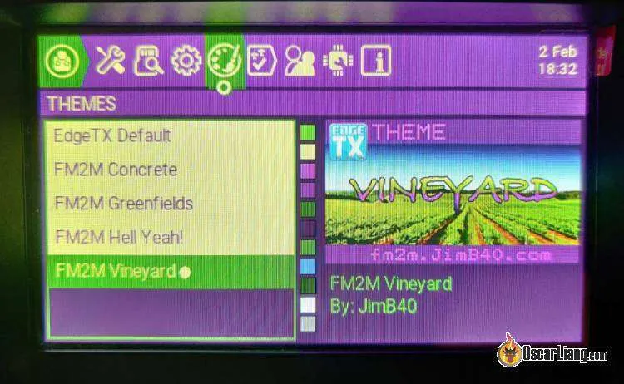 2 Feb
18:32
THEMES
EdgeTX Default
FM2M Concrete
FM2M Greenfields
FM2M Hell Yeah!
FM2M Vineyard
EDGE
TX
THEME
VINEYARD
fm2m.JimB40.com
FM2M Vineyard
By: JimB40
OscarLiang.com